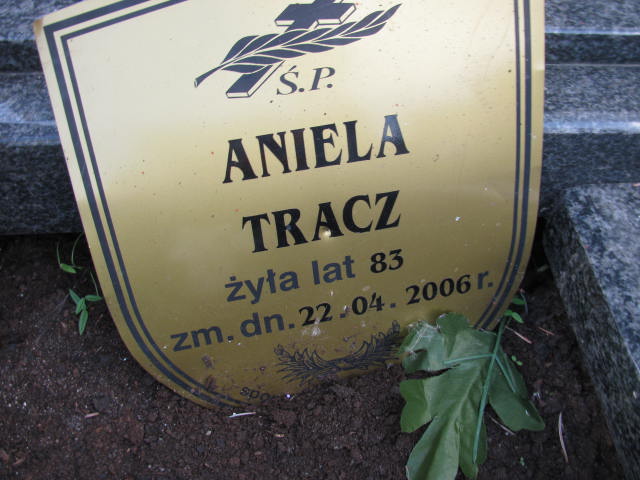 Ś.P.
ANIELA
TRACZ
żyła lat 83
zm. dn. 22.04.2006 r.